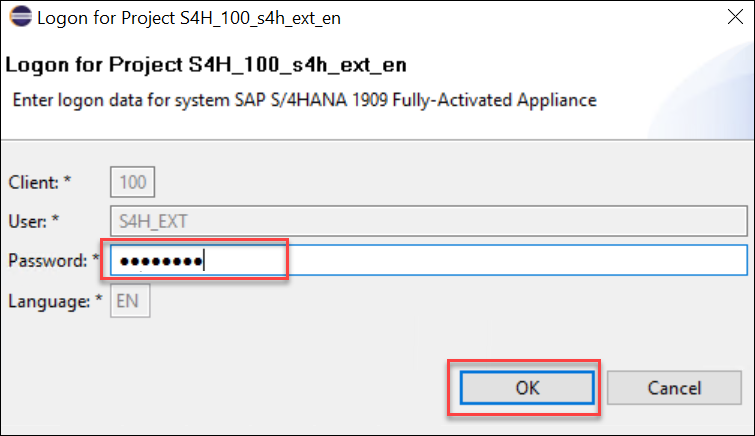 Logon for Project S4H_100_s4h_ext_en
Logon for Project S4H_100_s4h_ext_en
Enter logon data for system SAP S/4HANA 1909 Fully-Activated Appliance
Client: * 100
User: * S4H_EXT
Password: * ●●●●●●●●
Language: * EN
OK Cancel